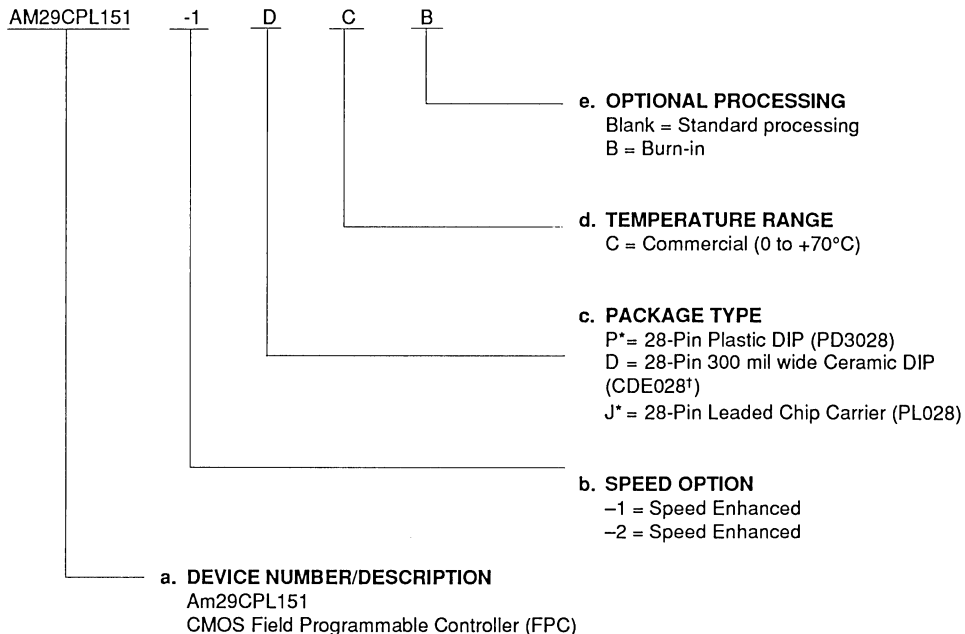 AM29CPL151 -1 D C B
e. OPTIONAL PROCESSING
Blank = Standard processing
B = Burn-in
d. TEMPERATURE RANGE
C = Commercial (0 to +70°C)
c. PACKAGE TYPE
P*= 28-Pin Plastic DIP (PD3028)
D = 28-Pin 300 mil wide Ceramic DIP
(CDE028†)
J* = 28-Pin Leaded Chip Carrier (PL028)
b. SPEED OPTION
–1 = Speed Enhanced
–2 = Speed Enhanced
a. DEVICE NUMBER/DESCRIPTION
Am29CPL151
CMOS Field Programmable Controller (FPC)